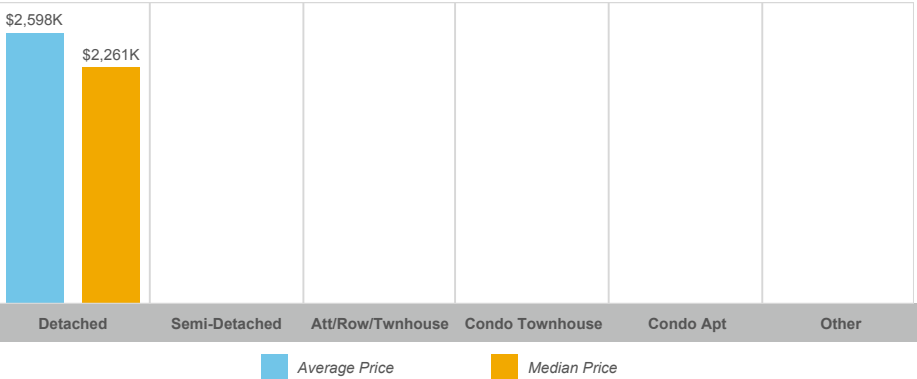 $2,598K
$2,261K
Detached Semi-Detached Att/Row/Twnhouse Condo Townhouse Condo Apt Other
Average Price Median Price